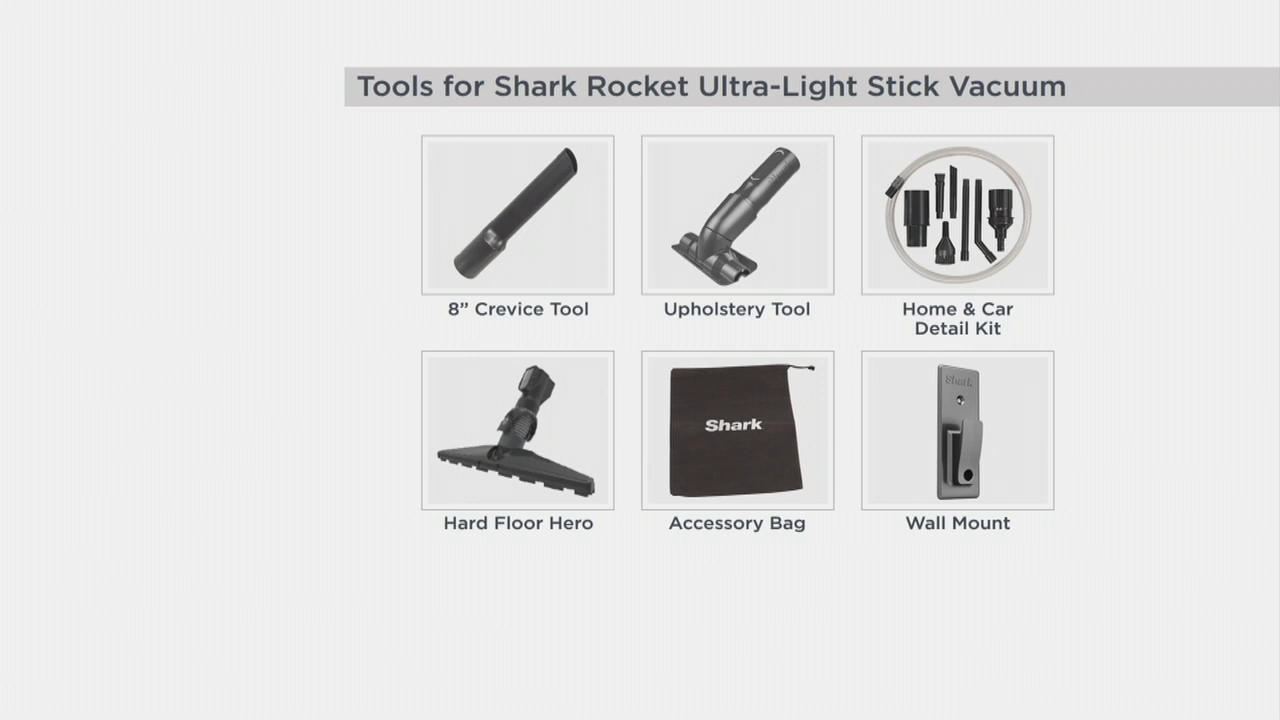 Tools for Shark Rocket Ultra-Light Stick Vacuum
8” Crevice Tool
Upholstery Tool
Home & Car
Detail Kit
Shark
Shark
Hard Floor Hero
Accessory Bag
Wall Mount